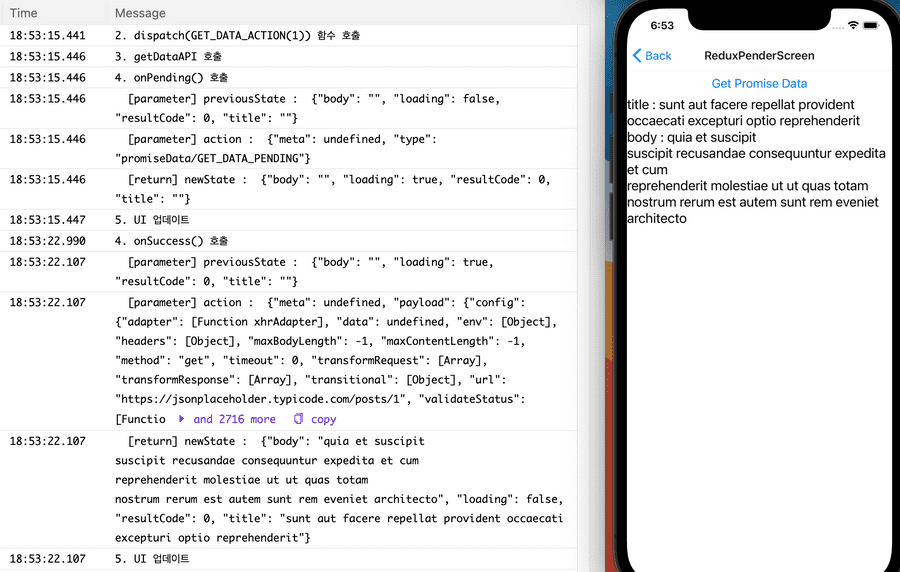 Time Message
18:53:15.441 2. dispatch(GET_DATA_ACTION(1)) 함수 호출
18:53:15.446 3. getDataAPI 호출
18:53:15.446 4. onPending() 호출
18:53:15.446 [parameter] previousState :  {"body": "", "loading": false,
"resultCode": 0, "title": ""}
18:53:15.446 [parameter] action :  {"meta": undefined, "type":
"promiseData/GET_DATA_PENDING"}
18:53:15.446 [return] newState :  {"body": "", "loading": true, "resultCode": 0,
"title": ""}
18:53:15.447 5. UI 업데이트
18:53:22.990 4. onSuccess() 호출
18:53:22.107 [parameter] previousState :  {"body": "", "loading": true,
"resultCode": 0, "title": ""}
18:53:22.107 [parameter] action :  {"meta": undefined, "payload": {"config":
{"adapter": [Function xhrAdapter], "data": undefined, "env": [Object],
"headers": [Object], "maxBodyLength": -1, "maxContentLength": -1,
"method": "get", "timeout": 0, "transformRequest": [Array],
"transformResponse": [Array], "transitional": [Object], "url":
"https://jsonplaceholder.typicode.com/posts/1", "validateStatus":
[Functio ▶ and 2716 more copy
18:53:22.107 [return] newState :  {"body": "quia et suscipit
suscipit recusandae consequuntur expedita et cum
reprehenderit molestiae ut ut quas totam
nostrum rerum est autem sunt rem eveniet architecto", "loading": false,
"resultCode": 0, "title": "sunt aut facere repellat provident occaecati
excepturi optio reprehenderit"}
18:53:22.107 5. UI 업데이트
6:53
Back ReduxPenderScreen
Get Promise Data
title : sunt aut facere repellat provident
occaecati excepturi optio reprehenderit
body : quia et suscipit
suscipit recusandae consequuntur expedita
et cum
reprehenderit molestiae ut ut quas totam
nostrum rerum est autem sunt rem eveniet
architecto